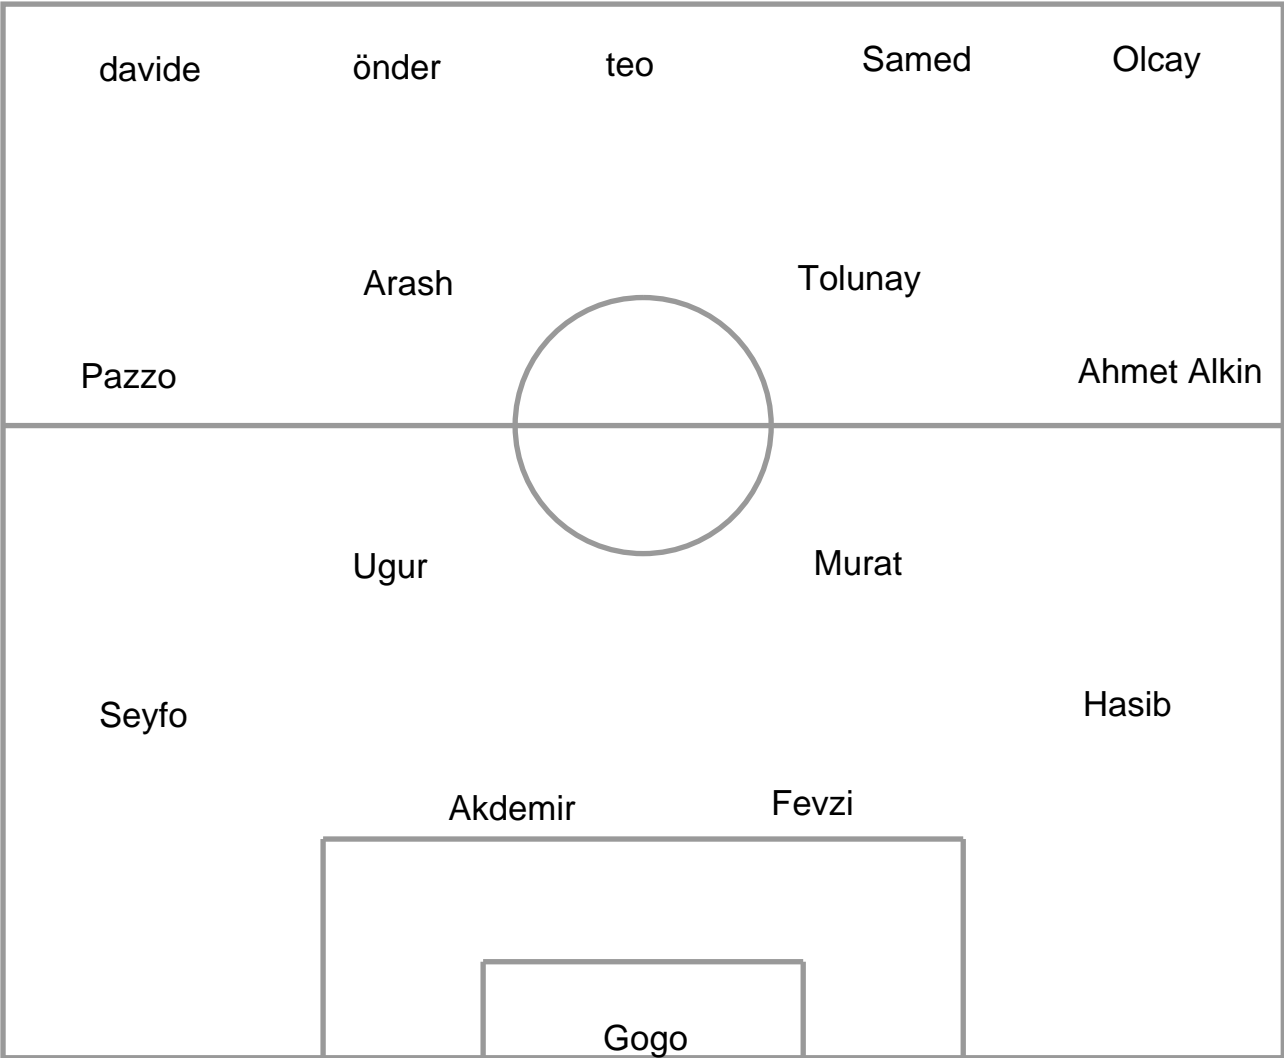 davide önder teo Samed Olcay
Arash Tolunay
Pazzo Ahmet Alkin
Ugur Murat
Seyfo Hasib
Akdemir Fevzi
Gogo